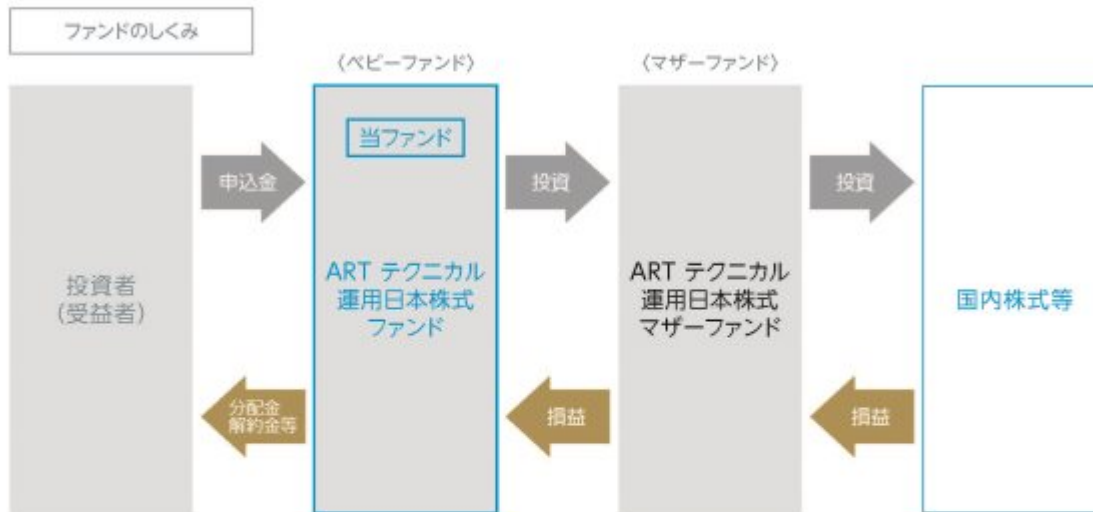 ファンドのしくみ
〈ベビーファンド〉
〈マザーファンド〉
当ファンド
申込金
投資
投資
投資者
(受益者)
ART テクニカル
運用日本株式
ファンド
ART テクニカル
運用日本株式
マザーファンド
国内株式等
分配金
解約金等
損益
損益